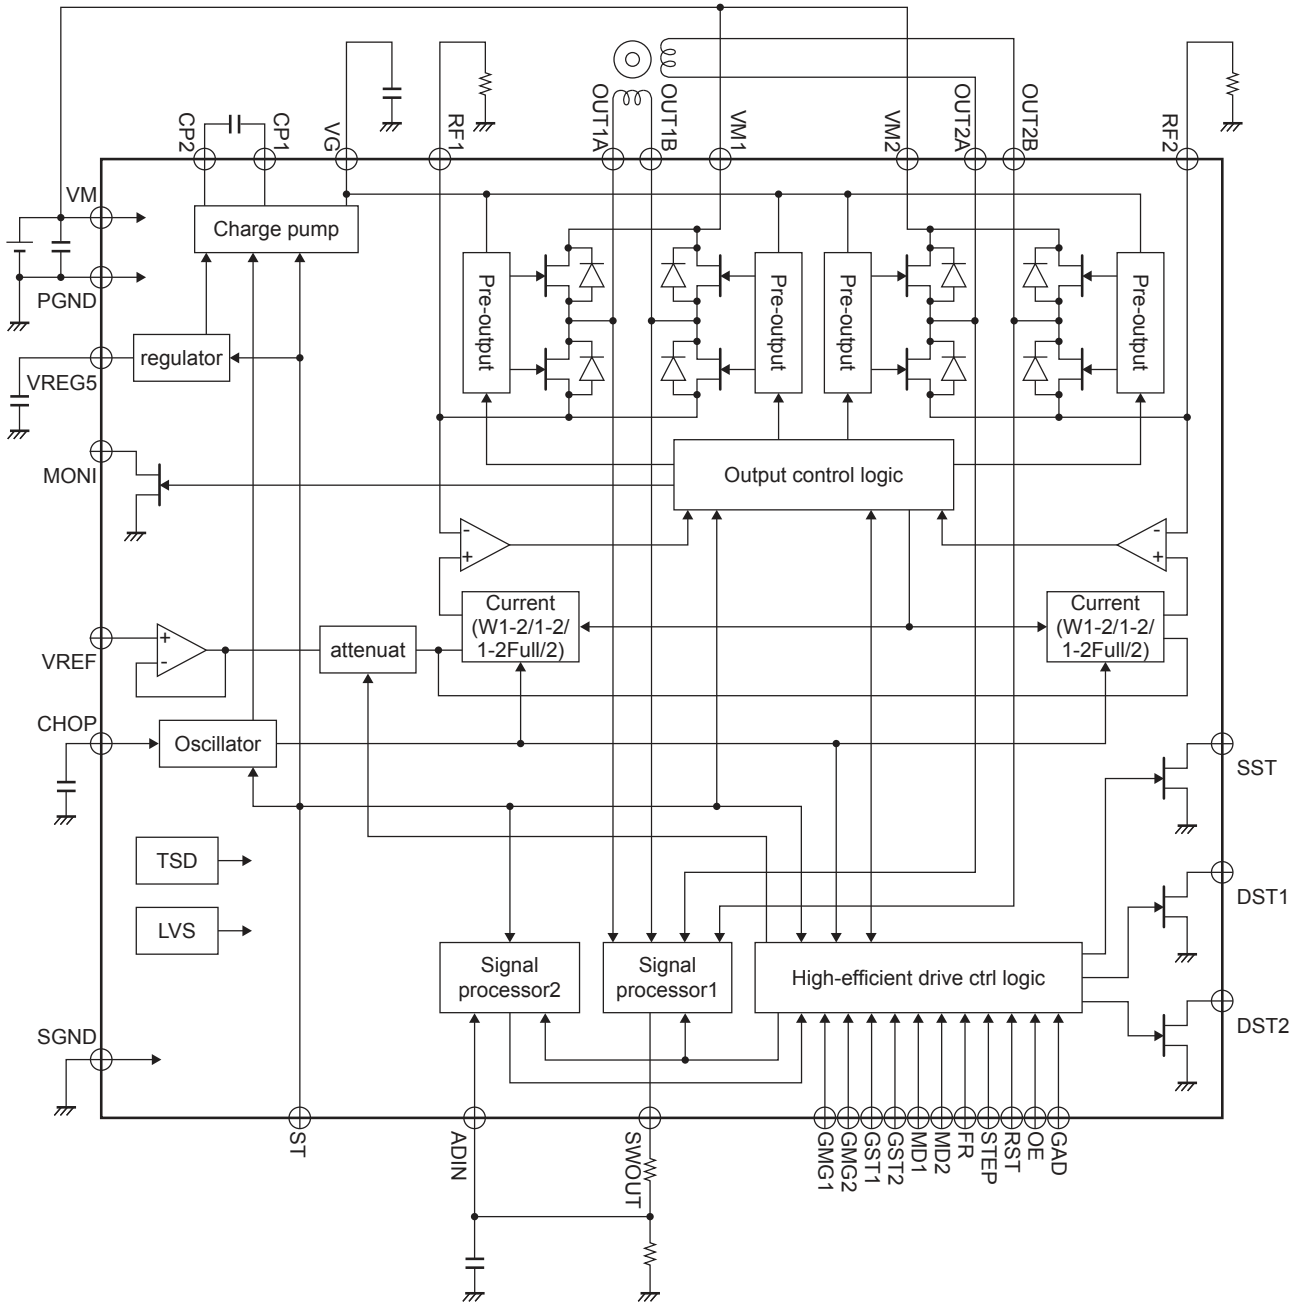 CP2
CP1
VG
RF1
OUT1A
OUT1B
VM1
VM2
OUT2A
OUT2B
RF2
VM
Charge pump
PGND
Pre-output
Pre-output
Pre-output
Pre-output
regulator
VREG5
MONI
Output control logic
-
+
-
+
Current
(W1-2/1-2/
1-2Full/2)
Current
(W1-2/1-2/
1-2Full/2)
+
-
attenuat
VREF
CHOP
Oscillator
SST
TSD
DST1
LVS
Signal
processor2
Signal
processor1
High-efficient drive ctrl logic
DST2
SGND
ST
ADIN
SWOUT
GMG1
GMG2
GST1
GST2
MD1
MD2
FR
STEP
RST
OE
GAD